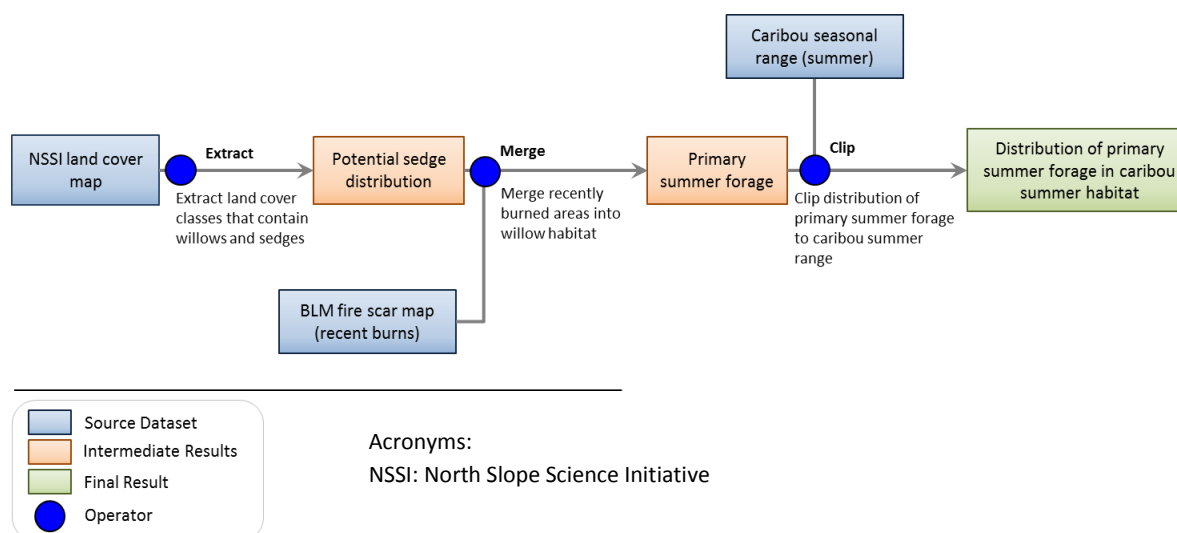 Caribou seasonal
range (summer)
NSSI land cover
map
Extract
Extract land cover
classes that contain
willows and sedges
Potential sedge
distribution
Merge
Merge recently
burned areas into
willow habitat
Primary
summer forage
Clip
Clip distribution of
primary summer forage
to caribou summer
range
Distribution of primary
summer forage in caribou
summer habitat
BLM fire scar map
(recent burns)
Source Dataset
Intermediate Results
Final Result
Operator
Acronyms:
NSSI: North Slope Science Initiative